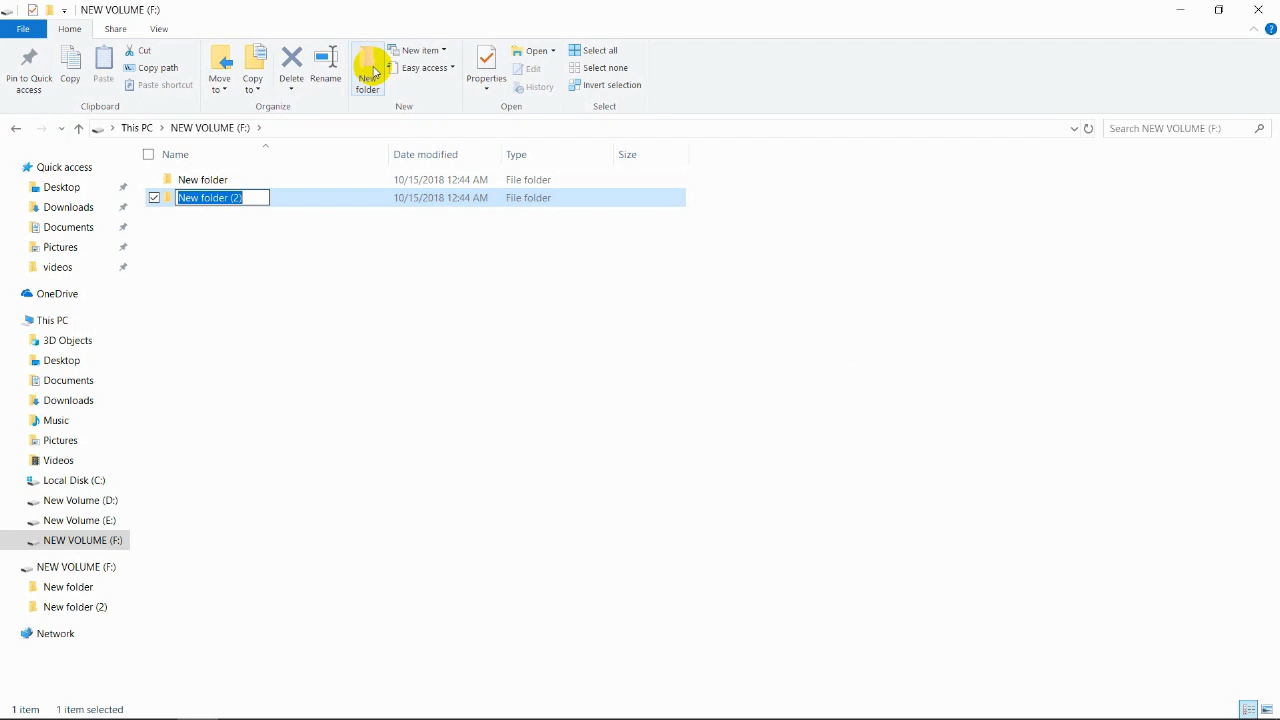 NEW VOLUME (F:)
File Home Share View
Pin to Quick access
Copy
Paste
Cut
Copy path
Paste shortcut
Clipboard
Move to
Copy to
Delete
Rename
Organize
New folder
New item
Easy access
New
Properties
Open
Edit
History
Open
Select all
Select none
Invert selection
Select
This PC > NEW VOLUME (F:) >
Search NEW VOLUME (F:)
Name Date modified Type Size
New folder 10/15/2018 12:44 AM File folder
New folder (2) 10/15/2018 12:44 AM File folder
Quick access
Desktop
Downloads
Documents
Pictures
videos
OneDrive
This PC
3D Objects
Desktop
Documents
Downloads
Music
Pictures
Videos
Local Disk (C:)
New Volume (D:)
New Volume (E:)
NEW VOLUME (F:)
NEW VOLUME (F:)
New folder
New folder (2)
Network
1 item 1 item selected